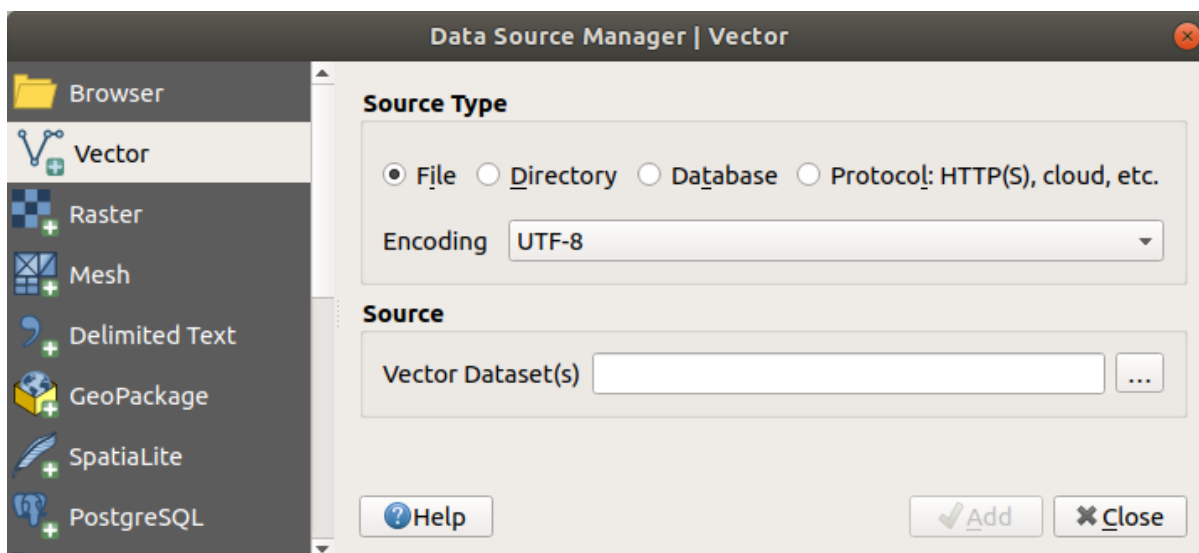 Data Source Manager | Vector
Browser
Vector
Raster
Mesh
Delimited Text
GeoPackage
SpatiaLite
PostgreSQL
Source Type
File Directory Database Protocol: HTTP(S), cloud, etc.
Encoding UTF-8
Source
Vector Dataset(s) ...
Help Add Close